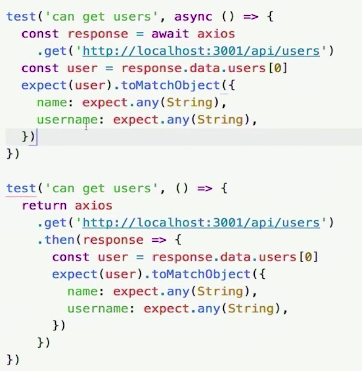 test('can get users', async () => {
  const response = await axios
    .get('http://localhost:3001/api/users')
  const user = response.data.users[0]
  expect(user).toMatchObject({
    name: expect.any(String),
    username: expect.any(String),
  })
})
test('can get users', () => {
  return axios
    .get('http://localhost:3001/api/users')
    .then(response => {
      const user = response.data.users[0]
      expect(user).toMatchObject({
        name: expect.any(String),
        username: expect.any(String),
      })
    })
})